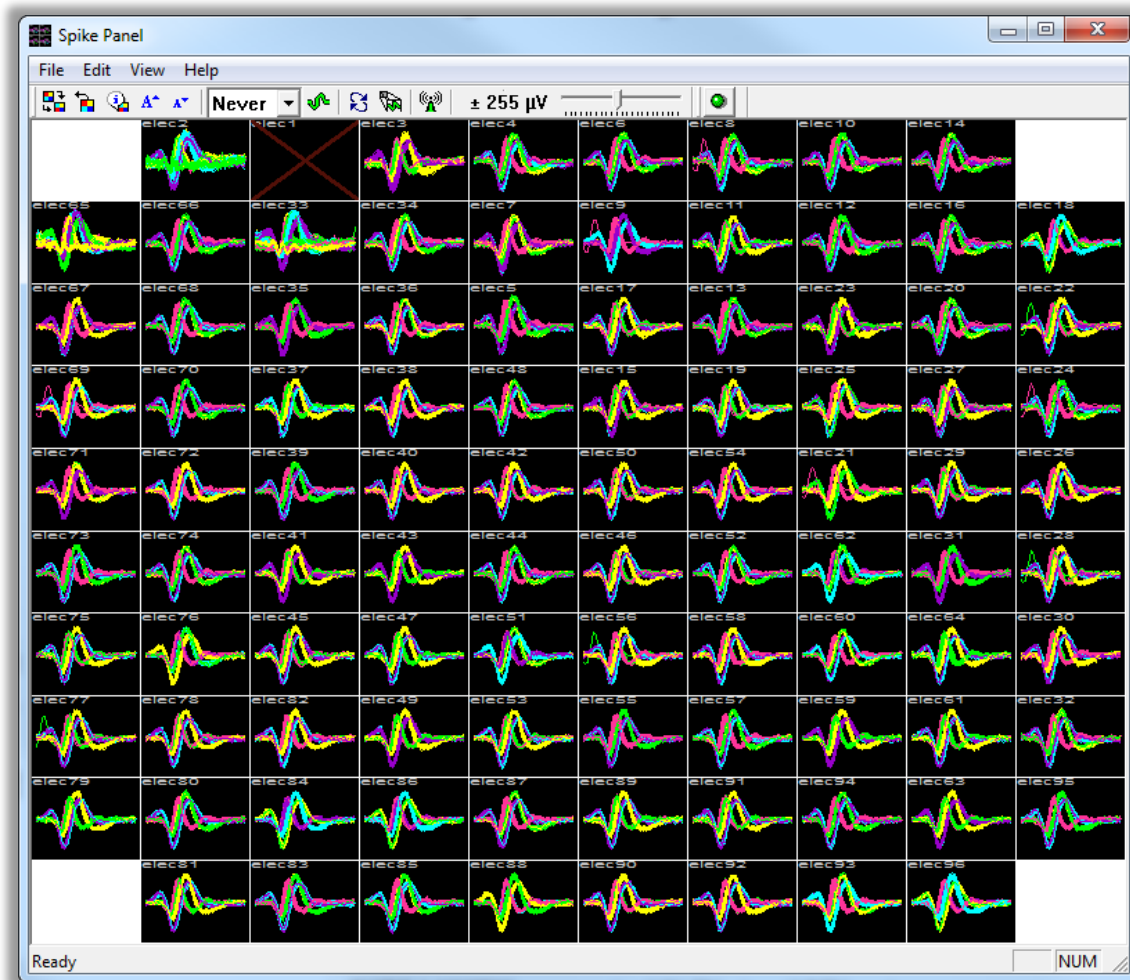 Spike Panel
File Edit View Help
Never ± 255 µV
elec2 elec1 elec3 elec4 elec6 elec8 elec10 elec14
elec65 elec66 elec33 elec34 elec7 elec9 elec11 elec12 elec16 elec18
elec67 elec68 elec35 elec36 elec5 elec17 elec13 elec23 elec20 elec22
elec69 elec70 elec37 elec38 elec48 elec15 elec19 elec25 elec27 elec24
elec71 elec72 elec39 elec40 elec42 elec50 elec54 elec21 elec29 elec26
elec73 elec74 elec41 elec43 elec44 elec46 elec52 elec62 elec31 elec28
elec75 elec76 elec45 elec47 elec51 elec56 elec58 elec60 elec64 elec30
elec77 elec78 elec82 elec49 elec53 elec55 elec57 elec59 elec61 elec32
elec79 elec80 elec84 elec86 elec87 elec89 elec91 elec94 elec63 elec95
elec81 elec83 elec85 elec88 elec90 elec92 elec93 elec96
Ready NUM